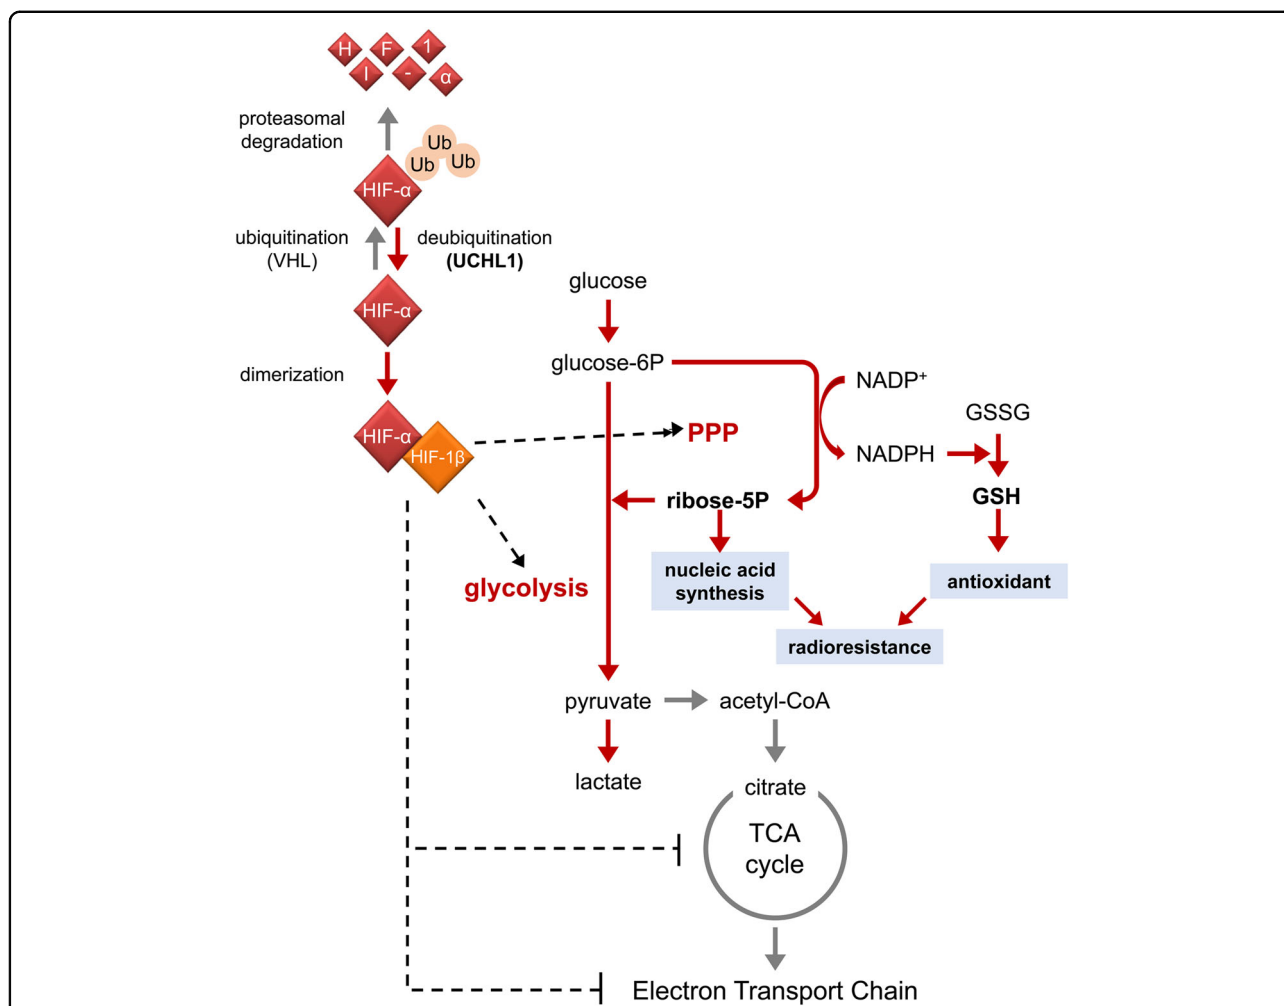 H F 1
I - α
proteasomal
degradation
Ub
Ub Ub
HIF-α
ubiquitination
(VHL)
deubiquitination
(UCHL1)
HIF-α
glucose
glucose-6P
dimerization
NADP⁺
GSSG
HIF-α
HIF-1β
PPP
NADPH
GSH
ribose-5P
glycolysis
nucleic acid
synthesis
antioxidant
radioresistance
pyruvate
acetyl-CoA
lactate
citrate
TCA
cycle
Electron Transport Chain